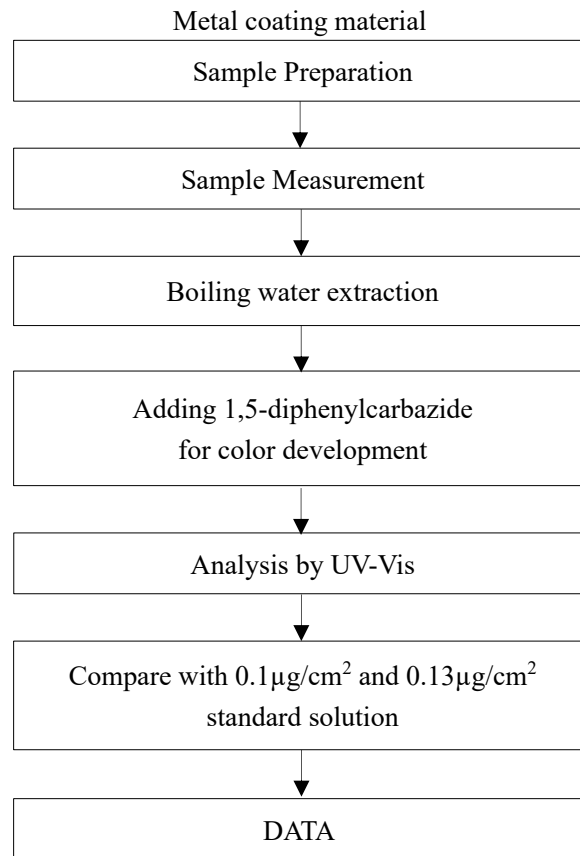 Metal coating material
Sample Preparation
Sample Measurement
Boiling water extraction
Adding 1,5-diphenylcarbazide
for color development
Analysis by UV-Vis
Compare with 0.1µg/cm² and 0.13µg/cm²
standard solution
DATA